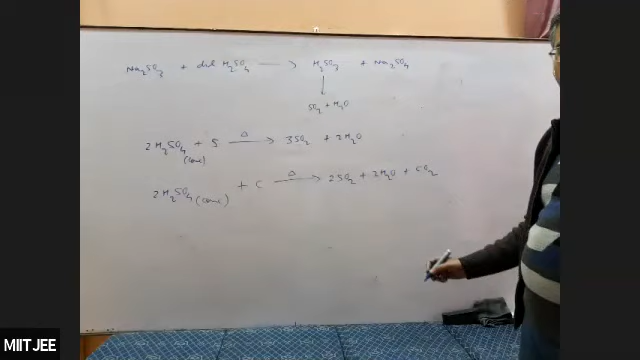 Na₂SO₃ + dil H₂SO₄ → H₂SO₃ + Na₂SO₄
↓
SO₂ + H₂O
2H₂SO₄ + S Δ→ 3SO₂ + 2H₂O
(conc)
2H₂SO₄(conc) + C Δ→ 2SO₂ + 2H₂O + CO₂
MIIT JEE